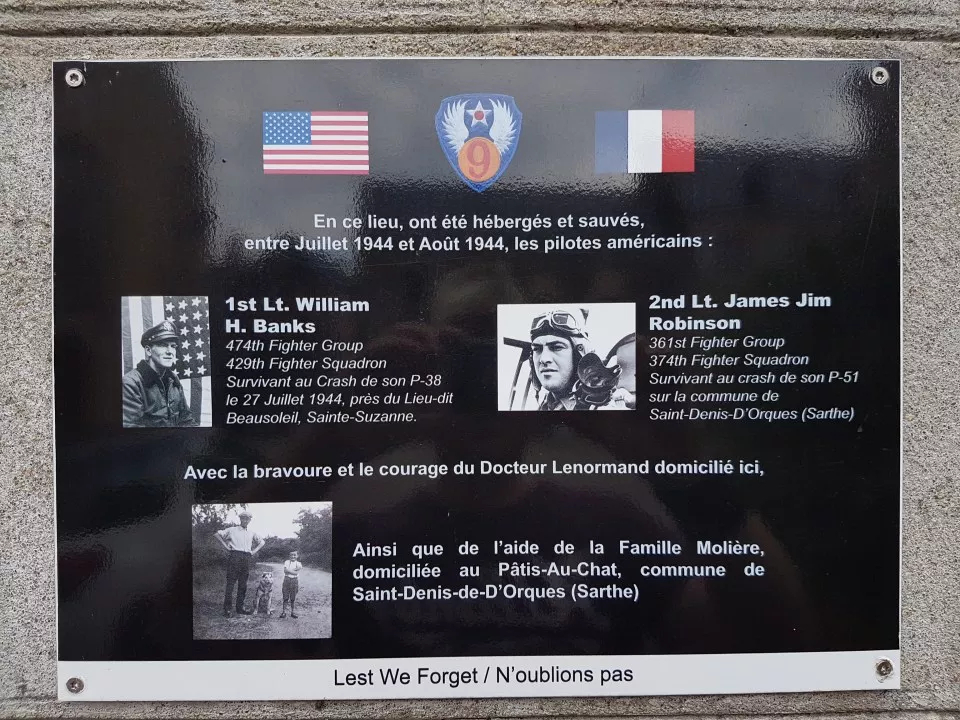 9
En ce lieu, ont été hébergés et sauvés,
entre Juillet 1944 et Août 1944, les pilotes américains :
1st Lt. William
H. Banks
474th Fighter Group
429th Fighter Squadron
Survivant au Crash de son P-38
le 27 Juillet 1944, près du Lieu-dit
Beausoleil, Sainte-Suzanne.
2nd Lt. James Jim
Robinson
361st Fighter Group
374th Fighter Squadron
Survivant au crash de son P-51
sur la commune de
Saint-Denis-D'Orques (Sarthe)
Avec la bravoure et le courage du Docteur Lenormand domicilié ici,
Ainsi que de l'aide de la Famille Molière,
domiciliée au Pâtis-Au-Chat, commune de
Saint-Denis-de-D'Orques (Sarthe)
Lest We Forget / N'oublions pas